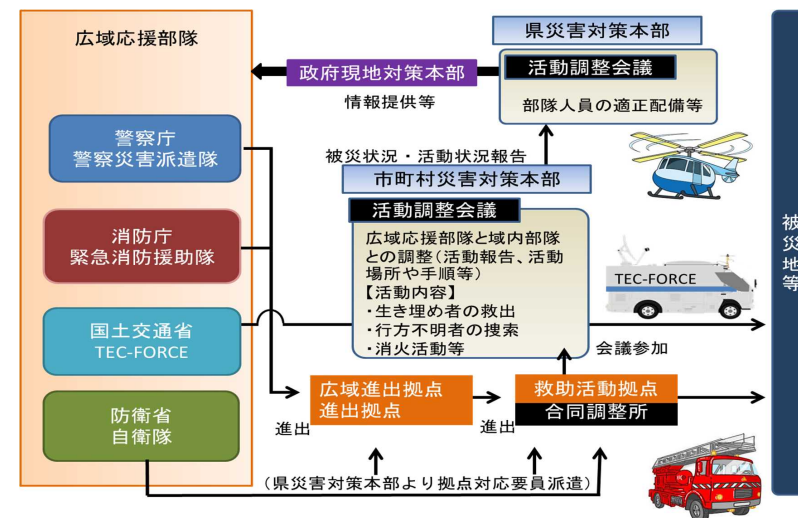 広域応援部隊
警察庁
警察災害派遣隊
消防庁
緊急消防援助隊
国土交通省
TEC-FORCE
防衛省
自衛隊
県災害対策本部
活動調整会議
部隊人員の適正配備等
政府現地対策本部
情報提供等
被災状況・活動状況報告
市町村災害対策本部
活動調整会議
広域応援部隊と域内部隊
との調整(活動報告、活動
場所や手順等)
【活動内容】
・生き埋め者の救出
・行方不明者の捜索
・消火活動等
TEC-FORCE
会議参加
進出
広域進出拠点
進出拠点
進出
救助活動拠点
合同調整所
(県災害対策本部より拠点対応要員派遣)
被災地等